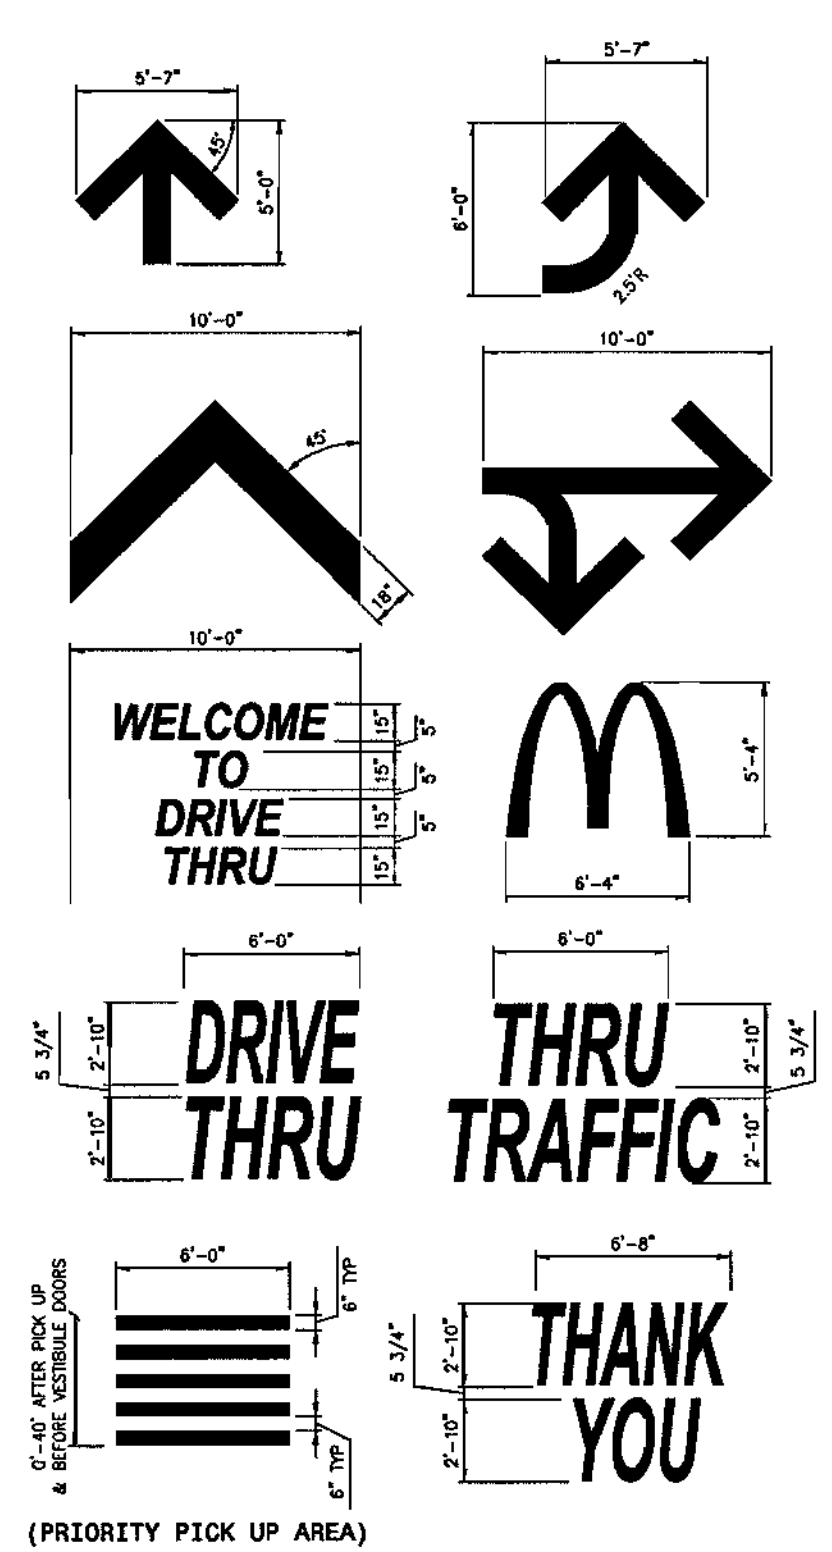 5'-7"
45°
5'-0"
5'-7"
6'-0"
2.5'R
10'-0"
45°
18"
10'-0"
10'-0"
WELCOME
TO
DRIVE
THRU
15"
5"
15"
5"
15"
5"
15"
5'-4"
6'-4"
6'-0"
DRIVE
THRU
5 3/4"
2'-10"
2'-10"
6'-0"
THRU
TRAFFIC
2'-10"
5 3/4"
2'-10"
6'-0"
6" TYP
6" TYP
0'-40' AFTER PICK UP
& BEFORE VESTIBULE DOORS
(PRIORITY PICK UP AREA)
6'-8"
THANK
YOU
5 3/4"
2'-10"
2'-10"